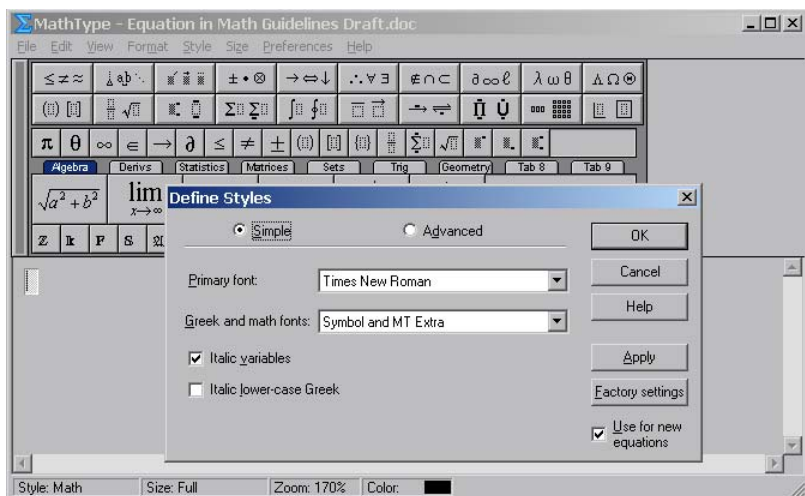 MathType - Equation in Math Guidelines Draft.doc
File Edit View Format Style Size Preferences Help
≤ ≠ ≈ ± • ⊗ → ⇔ ↓ ∴ ∀ ∃ ∉ ∩ ⊂ ∂ ∞ ℓ λ ω θ Λ Ω ⊛
π θ ∞ ∈ → ∂ ≤ ≠ ±
Algebra Derivs Statistics Matrices Sets Trig Geometry Tab 8 Tab 9
√a² + b² lim x→∞
Define Styles
Simple Advanced OK
Cancel
Primary font: Times New Roman
Help
Greek and math fonts: Symbol and MT Extra
Italic variables Apply
Italic lower-case Greek Factory settings
Use for new equations
Style: Math Size: Full Zoom: 170% Color: